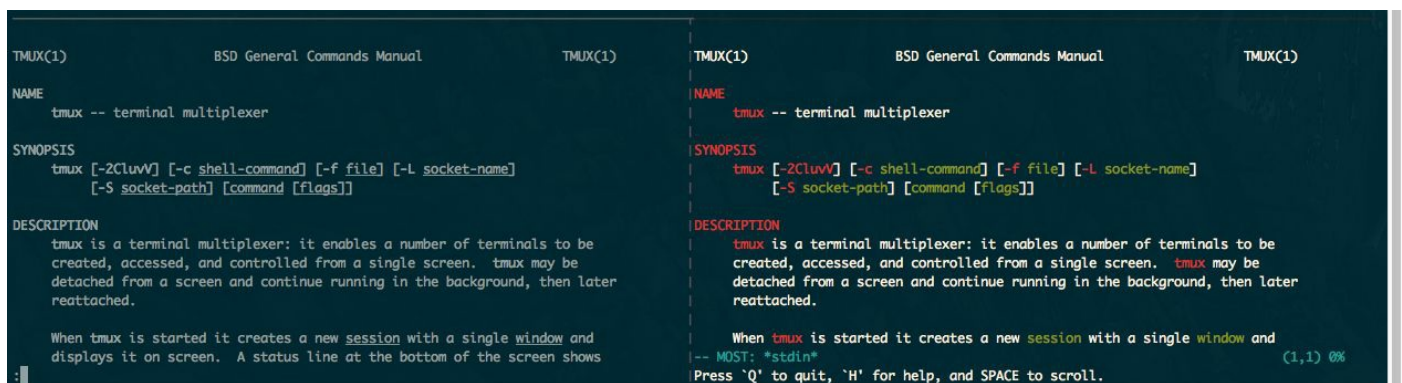 TMUX(1) BSD General Commands Manual TMUX(1)
NAME
tmux -- terminal multiplexer
SYNOPSIS
tmux [-2CluvV] [-c shell-command] [-f file] [-L socket-name]
[-S socket-path] [command [flags]]
DESCRIPTION
tmux is a terminal multiplexer: it enables a number of terminals to be
created, accessed, and controlled from a single screen.  tmux may be
detached from a screen and continue running in the background, then later
reattached.
When tmux is started it creates a new session with a single window and
displays it on screen.  A status line at the bottom of the screen shows
:
TMUX(1) BSD General Commands Manual TMUX(1)
NAME
tmux -- terminal multiplexer
SYNOPSIS
tmux [-2CluvV] [-c shell-command] [-f file] [-L socket-name]
[-S socket-path] [command [flags]]
DESCRIPTION
tmux is a terminal multiplexer: it enables a number of terminals to be
created, accessed, and controlled from a single screen.  tmux may be
detached from a screen and continue running in the background, then later
reattached.
When tmux is started it creates a new session with a single window and
-- MOST: *stdin* (1,1) 0%
Press `Q' to quit, `H' for help, and SPACE to scroll.